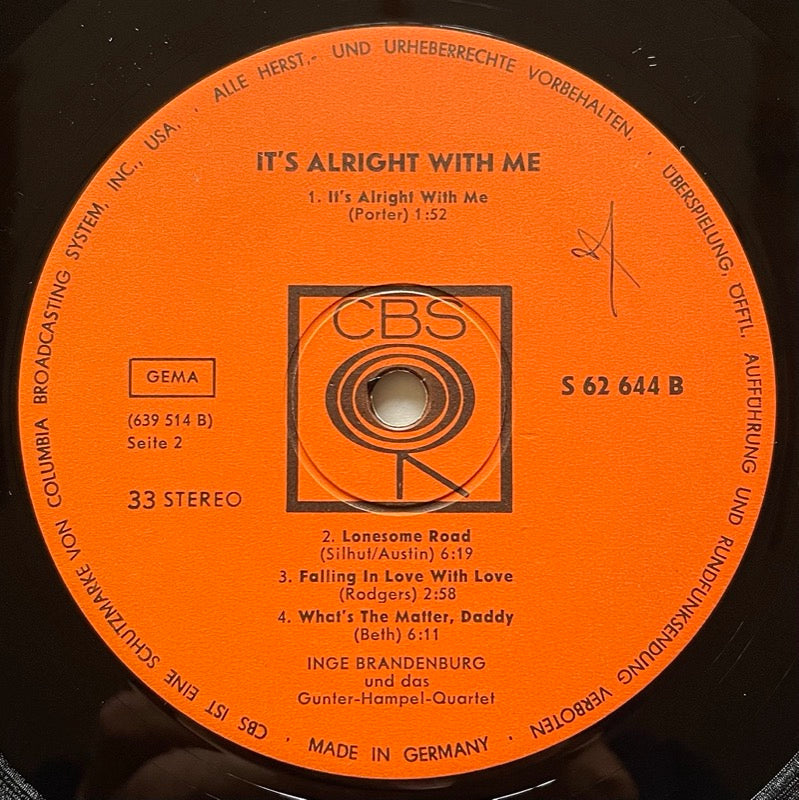 ALLE HERST.- UND URHEBERRECHTE VORBEHALTEN. · ÜBERSPIELUNG, ÖFFTL. AUFFÜHRUNG UND RUNDFUNKSENDUNG VERBOTEN · MADE IN GERMANY · CBS IST EINE SCHUTZMARKE VON COLUMBIA BROADCASTING SYSTEM, INC., USA. ·
IT'S ALRIGHT WITH ME
1. It's Alright With Me
(Porter) 1:52
CBS
GEMA
S 62 644 B
(639 514 B)
Seite 2
33 STEREO
2. Lonesome Road
(Silhut/Austin) 6:19
3. Falling In Love With Love
(Rodgers) 2:58
4. What's The Matter, Daddy
(Beth) 6:11
INGE BRANDENBURG
und das
Gunter-Hampel-Quartet